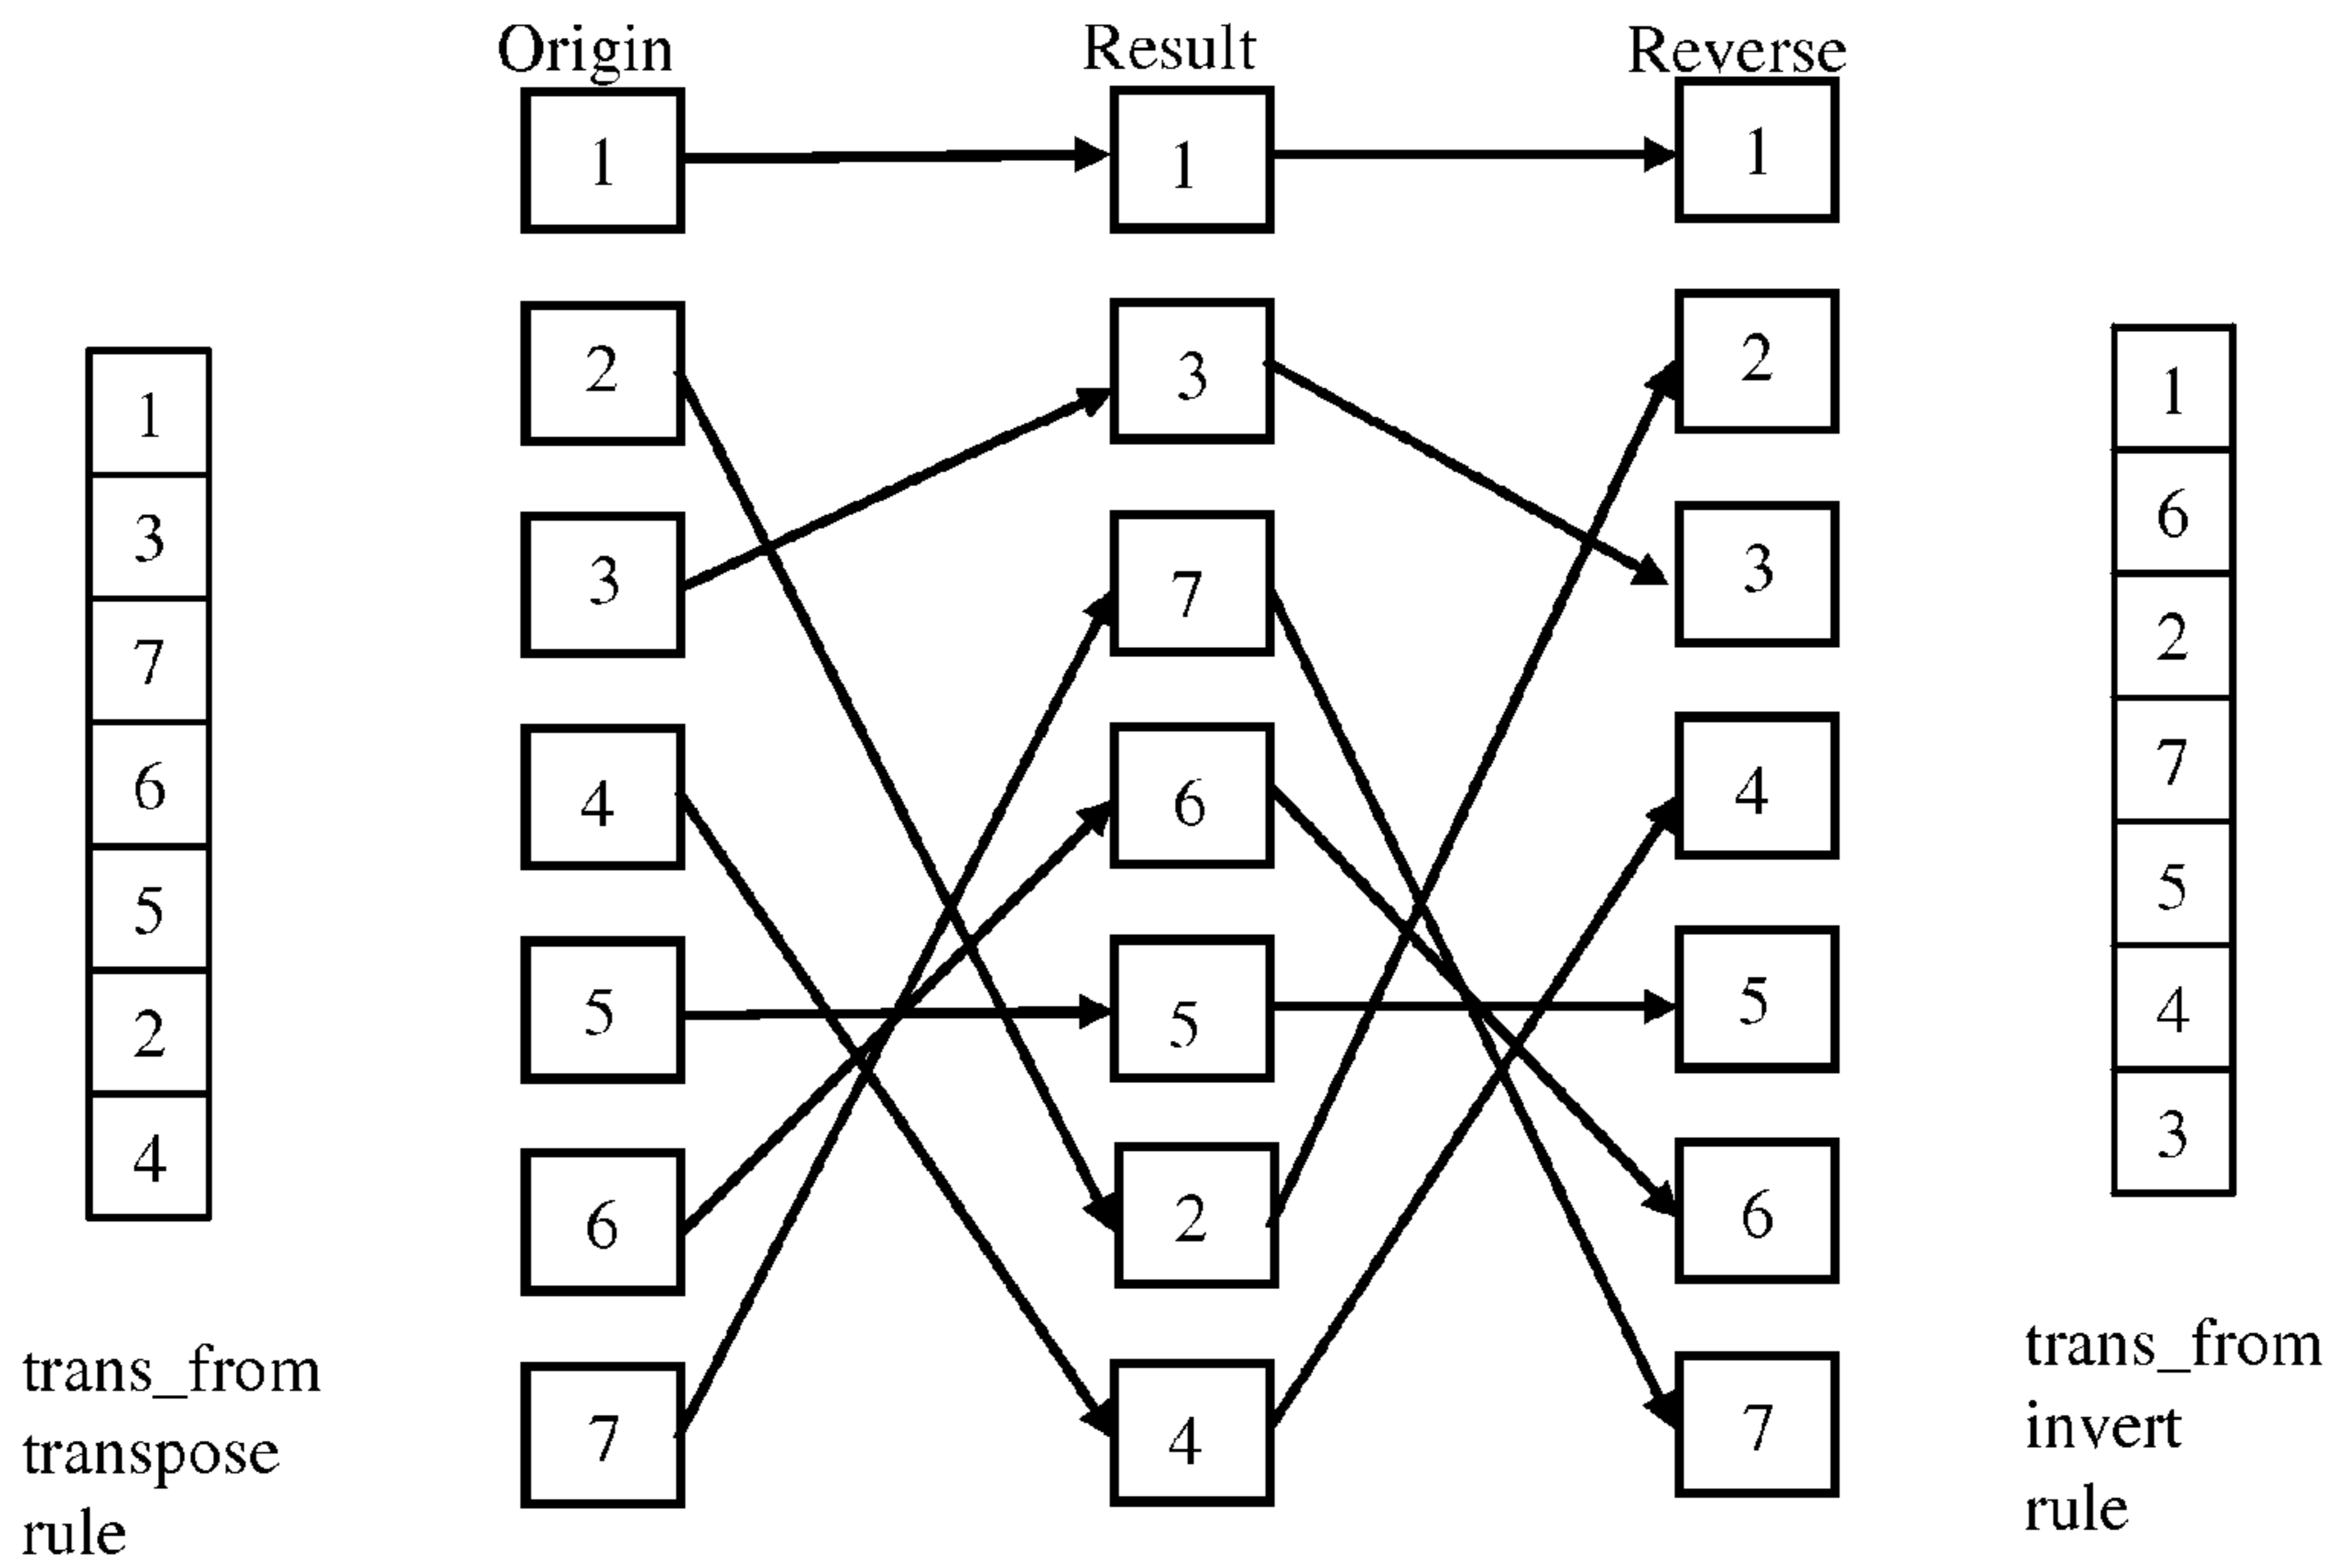 Origin Result Reverse
1 1 1
2 3 2
1 1
3 6
3 7 3
7 2
4 6 4
6 7
5 5 5
5 5
2 4
6 2 6
4 3
7 4 7
trans_from trans_from
transpose invert
rule rule